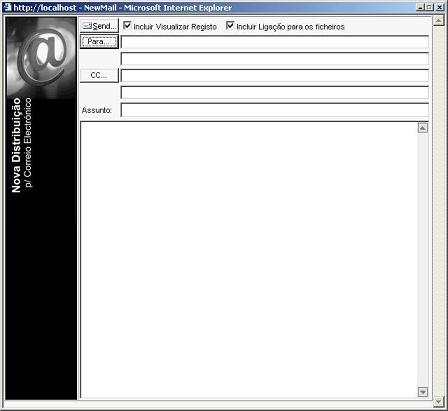 http://localhost - NewMail - Microsoft Internet Explorer
Send... Incluir Visualizar Registo Incluir Ligação para os ficheiros
Para...
CC...
Assunto:
@
Nova Distribuição
p/ Correio Electrónico